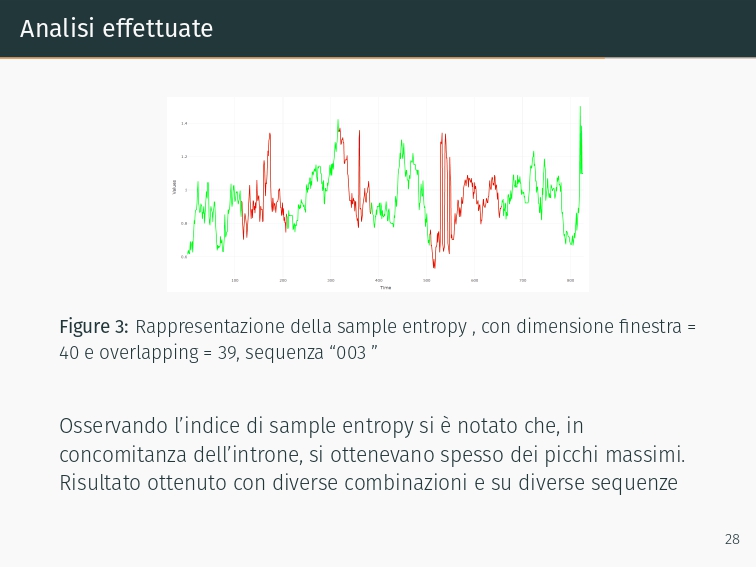 Analisi effettuate
Values
1.4
1.2
1
0.8
0.6
100 200 300 400 500 600 700 800
Time
Figure 3: Rappresentazione della sample entropy , con dimensione finestra =
40 e overlapping = 39, sequenza “003 ”
Osservando l’indice di sample entropy si è notato che, in
concomitanza dell’introne, si ottenevano spesso dei picchi massimi.
Risultato ottenuto con diverse combinazioni e su diverse sequenze
28